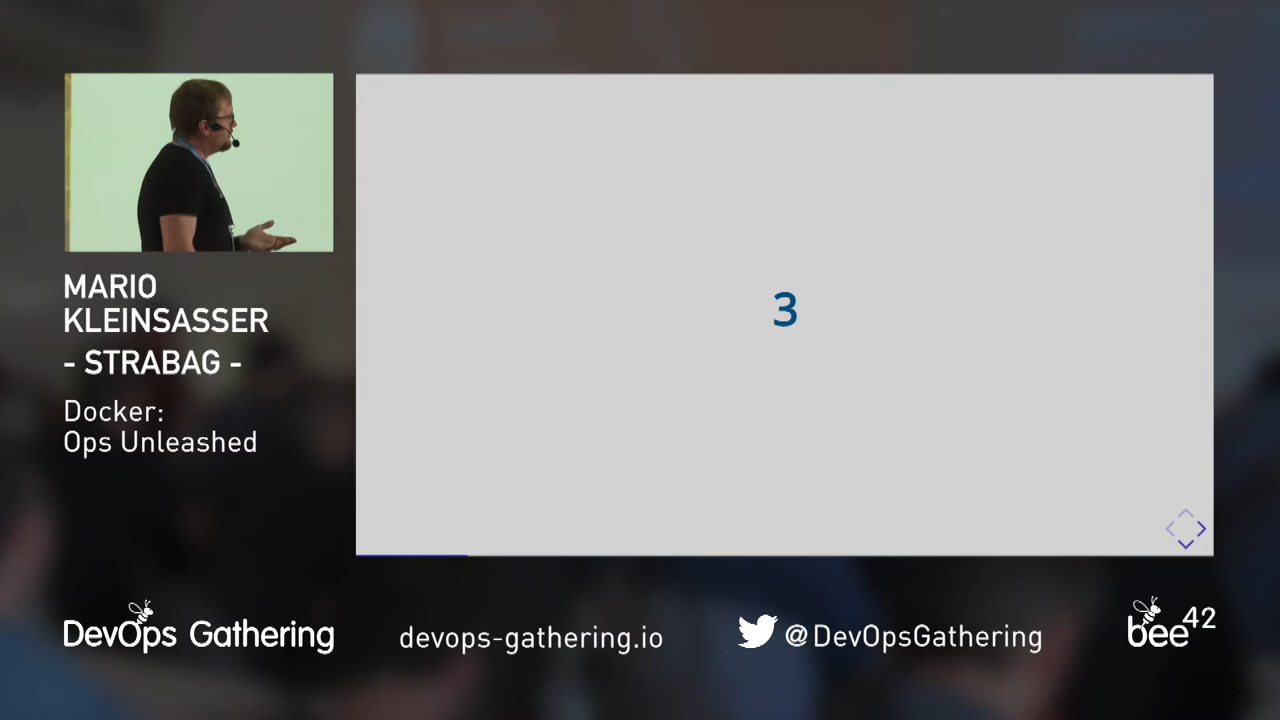 MARIO
KLEINSASSER
- STRABAG -
Docker:
Ops Unleashed
3
DevOps Gathering
devops-gathering.io
@DevOpsGathering
bee42